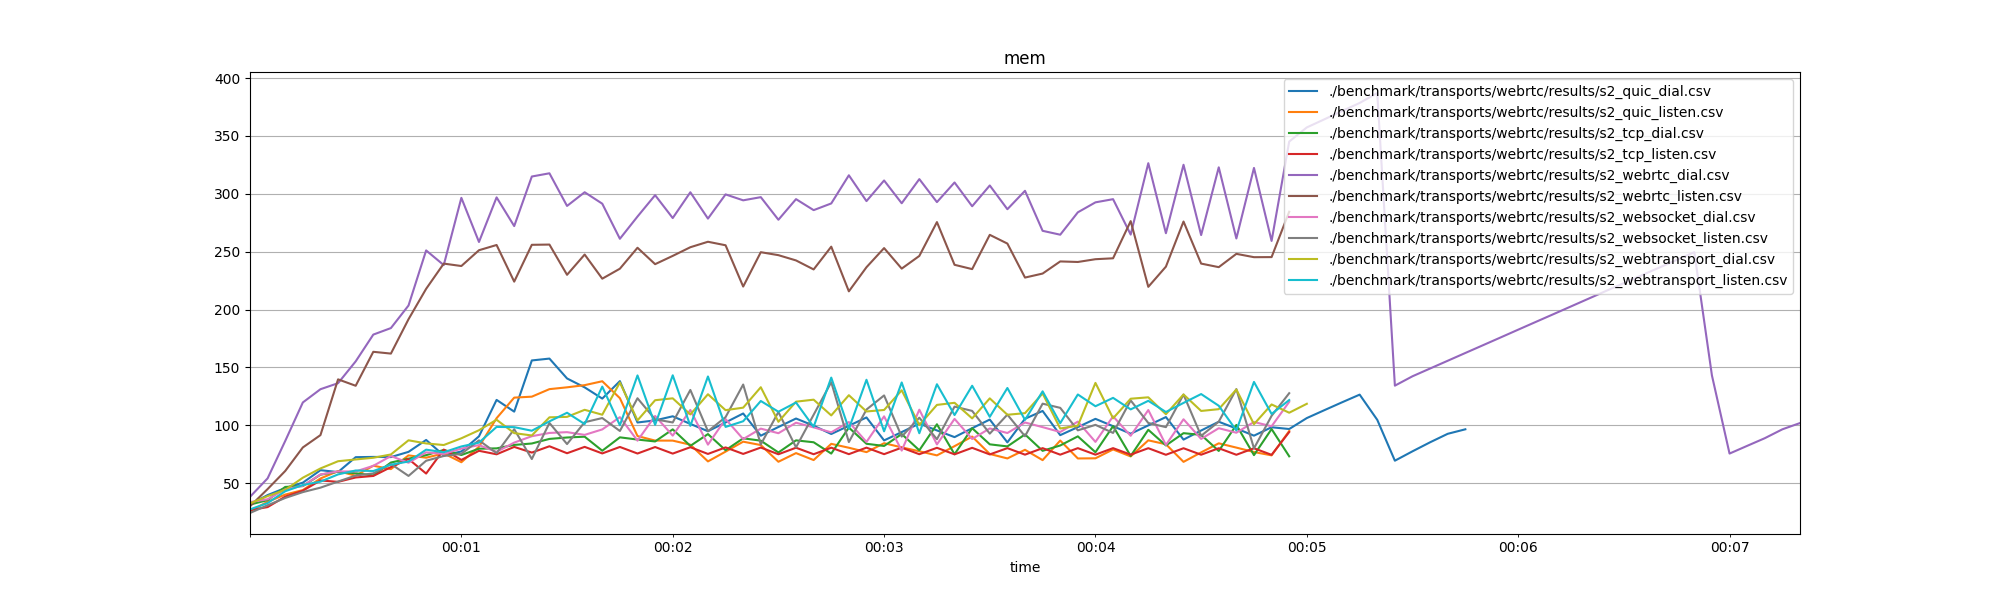 mem
400
350
300
250
200
150
100
50
./benchmark/transports/webrtc/results/s2_quic_dial.csv
./benchmark/transports/webrtc/results/s2_quic_listen.csv
./benchmark/transports/webrtc/results/s2_tcp_dial.csv
./benchmark/transports/webrtc/results/s2_tcp_listen.csv
./benchmark/transports/webrtc/results/s2_webrtc_dial.csv
./benchmark/transports/webrtc/results/s2_webrtc_listen.csv
./benchmark/transports/webrtc/results/s2_websocket_dial.csv
./benchmark/transports/webrtc/results/s2_websocket_listen.csv
./benchmark/transports/webrtc/results/s2_webtransport_dial.csv
./benchmark/transports/webrtc/results/s2_webtransport_listen.csv
00:01 00:02 00:03 00:04 00:05 00:06 00:07
time